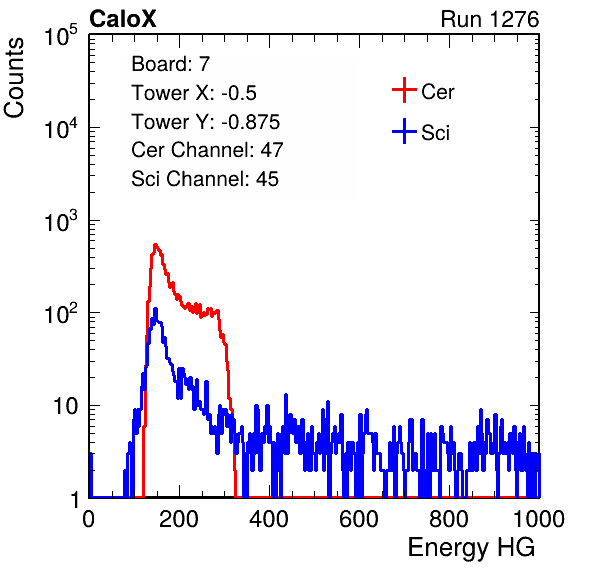 CaloX Run 1276
Counts
Board: 7
Tower X: -0.5
Tower Y: -0.875
Cer Channel: 47
Sci Channel: 45
Cer
Sci
10^5
10^4
10^3
10^2
10
1
0 200 400 600 800 1000
Energy HG